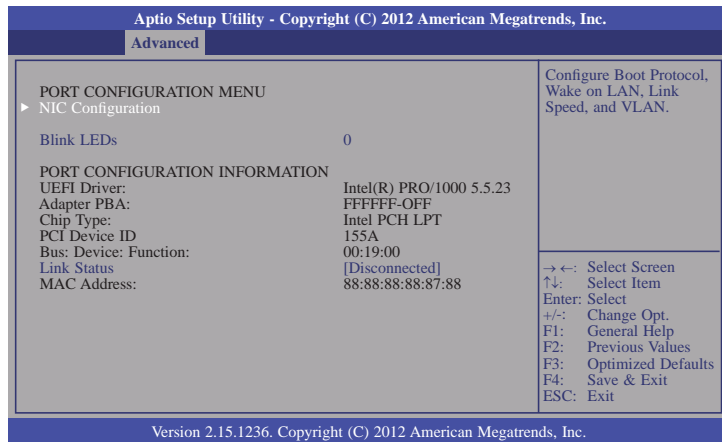 Aptio Setup Utility - Copyright (C) 2012 American Megatrends, Inc.
Advanced
PORT CONFIGURATION MENU
► NIC Configuration
Blink LEDs 0
PORT CONFIGURATION INFORMATION
UEFI Driver: Intel(R) PRO/1000 5.5.23
Adapter PBA: FFFFFF-OFF
Chip Type: Intel PCH LPT
PCI Device ID 155A
Bus: Device: Function: 00:19:00
Link Status [Disconnected]
MAC Address: 88:88:88:88:87:88
Configure Boot Protocol,
Wake on LAN, Link
Speed, and VLAN.
→←: Select Screen
↑↓: Select Item
Enter: Select
+/-: Change Opt.
F1: General Help
F2: Previous Values
F3: Optimized Defaults
F4: Save & Exit
ESC: Exit
Version 2.15.1236. Copyright (C) 2012 American Megatrends, Inc.